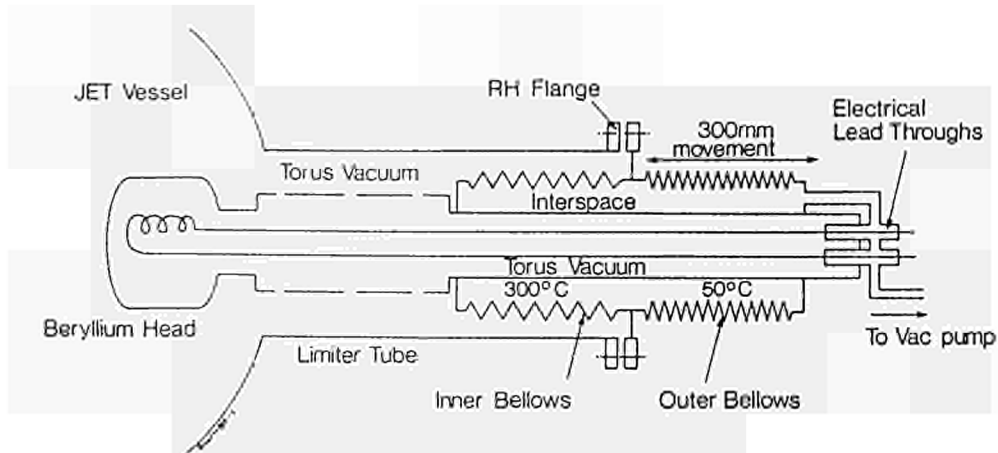 JET Vessel
RH Flange
Electrical
Lead Throughs
300mm
movement
Torus Vacuum
Interspace
Torus Vacuum
300°C
50°C
Beryllium Head
To Vac pump
Limiter Tube
Inner Bellows
Outer Bellows